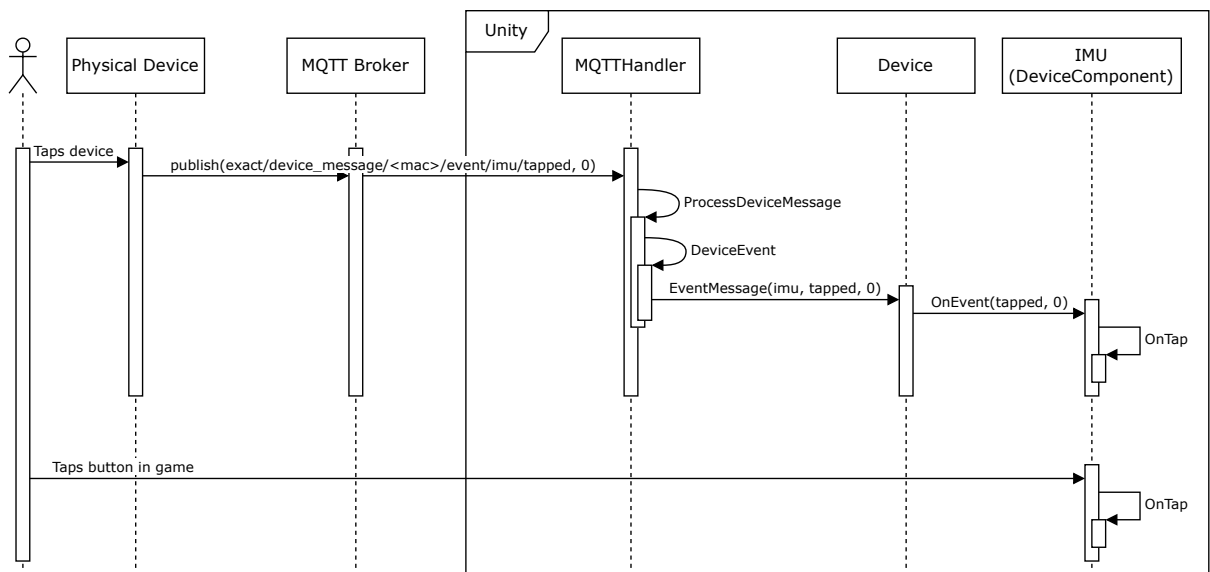 Unity
Physical Device
MQTT Broker
MQTTHandler
Device
IMU
(DeviceComponent)
Taps device
publish(exact/device_message/<mac>/event/imu/tapped, 0)
ProcessDeviceMessage
DeviceEvent
EventMessage(imu, tapped, 0)
OnEvent(tapped, 0)
OnTap
Taps button in game
OnTap